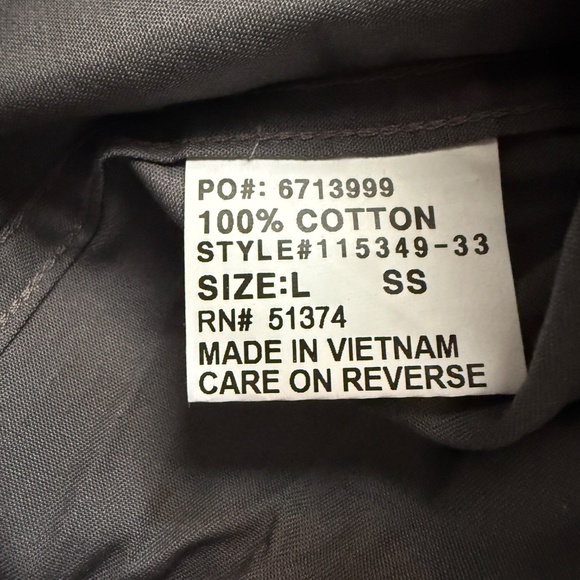 PO#: 6713999
100% COTTON
STYLE#115349-33
SIZE:L SS
RN# 51374
MADE IN VIETNAM
CARE ON REVERSE